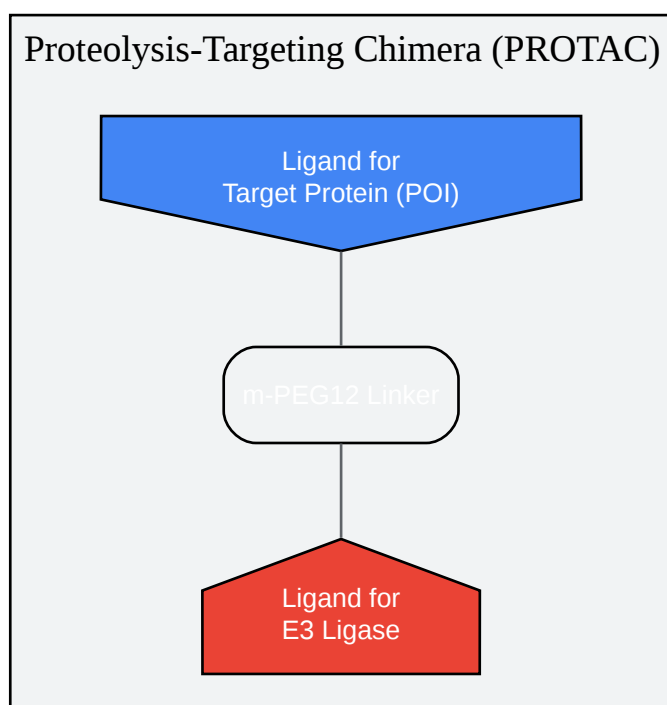 Proteolysis-Targeting Chimera (PROTAC)
Ligand for
Target Protein (POI)
m-PEG12 Linker
Ligand for
E3 Ligase